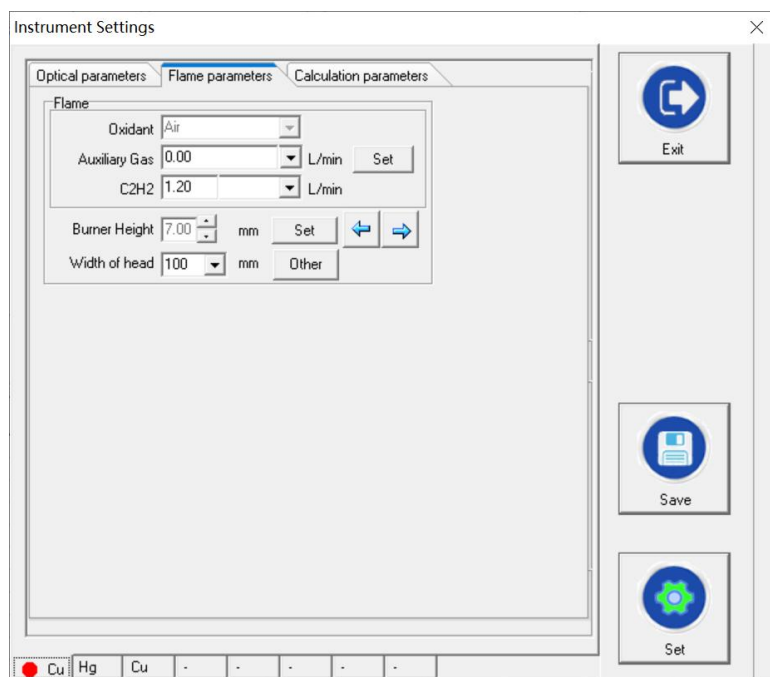 Instrument Settings
Optical parameters Flame parameters Calculation parameters
Flame
Oxidant Air
Auxiliary Gas 0.00 L/min Set
C2H2 1.20 L/min
Burner Height 7.00 mm Set
Width of head 100 mm Other
Exit
Save
Set
Cu Hg Cu - - - - -